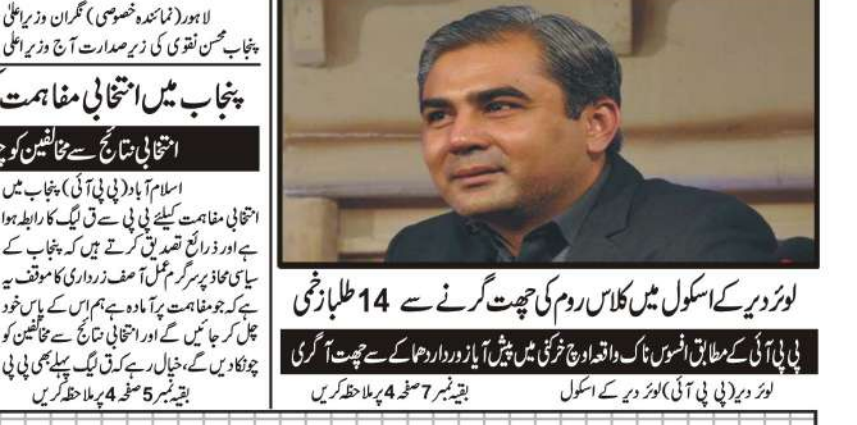 لوئر دیر کے اسکول میں کلاس روم کی چھت گرنے سے 14 طلبا زخمی
پی پی آئی کے مطابق افسوس ناک واقعہ اوچ خرکئی میں پیش آیا زور دار دھماکے سے چھت آ گری
لوئر دیر(پی پی آئی)لوئر دیر کے اسکول
بقیہ نمبر 7 صفحہ 4 پر ملاحظہ کریں
لاہور(نمائندہ خصوصی) نگران وزیراعلیٰ
پنجاب محسن نقوی کی زیر صدارت آج وزیراعلیٰ
پنجاب میں انتخابی مفاہمت
انتخابی نتائج سے مخالفین کو
اسلام آباد(پی پی آئی) پنجاب میں
انتخابی مفاہمت کیلئے پی پی سے ق لیگ کا رابطہ ہوا
ہے اور ذرائع تصدیق کرتے ہیں کہ پنجاب کے
سیاسی محاذ پر سرگرم عمل آصف زرداری کا موقف یہ
ہے کہ جو مفاہمت پر آمادہ ہے ہم اس کے پاس خود
چل کر جائیں گے اور انتخابی نتائج سے مخالفین کو
چونکا دیں گے، خیال رہے کہ ق لیگ پہلے بھی پی پی
بقیہ نمبر 5 صفحہ 4 پر ملاحظہ کریں